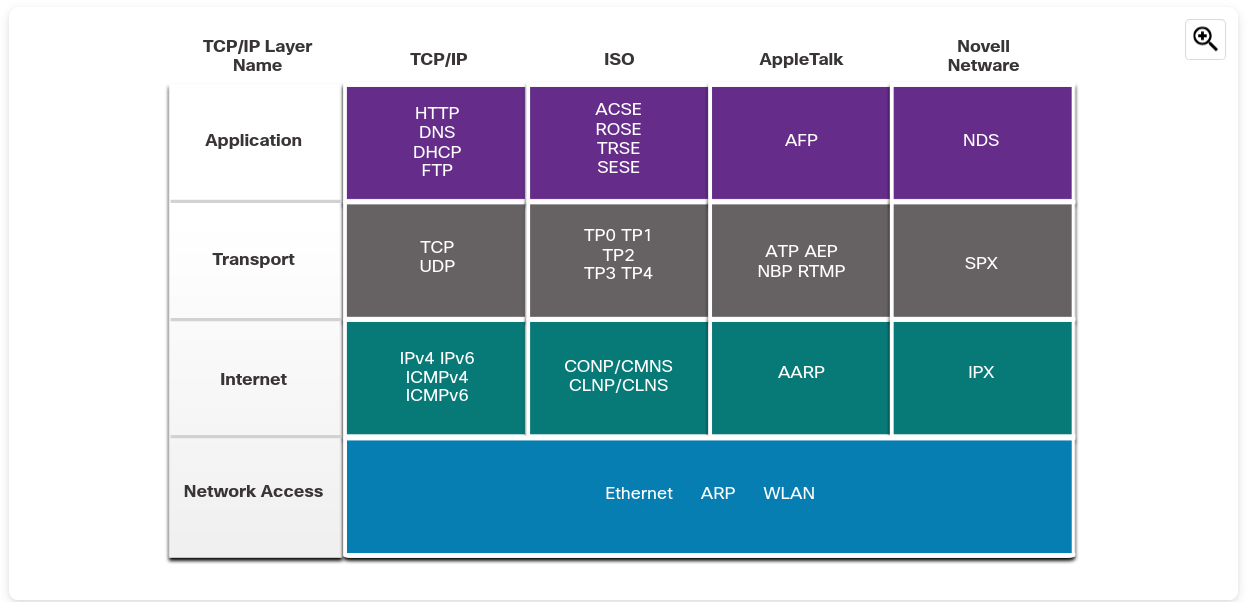 TCP/IP Layer
Name
TCP/IP
ISO
AppleTalk
Novell
Netware
Application
HTTP
DNS
DHCP
FTP
ACSE
ROSE
TRSE
SESE
AFP
NDS
Transport
TCP
UDP
TP0 TP1
TP2
TP3 TP4
ATP AEP
NBP RTMP
SPX
Internet
IPv4 IPv6
ICMPv4
ICMPv6
CONP/CMNS
CLNP/CLNS
AARP
IPX
Network Access
Ethernet ARP WLAN